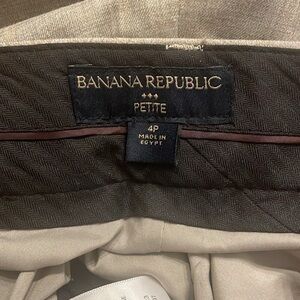 BANANA REPUBLIC
PETITE
4P
MADE IN
EGYPT